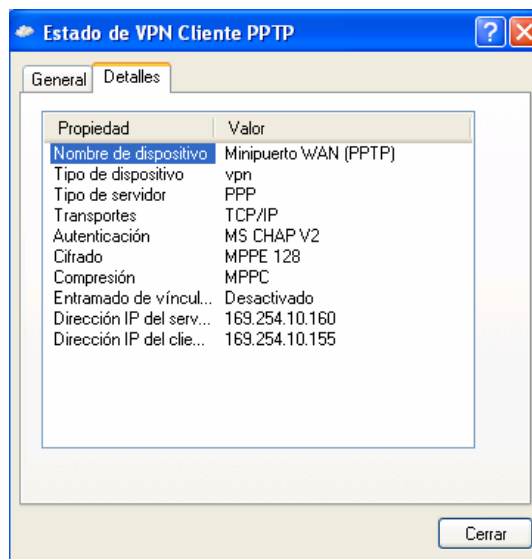 Estado de VPN Cliente PPTP
General Detalles
Propiedad Valor
Nombre de dispositivo Minipuerto WAN (PPTP)
Tipo de dispositivo vpn
Tipo de servidor PPP
Transportes TCP/IP
Autenticación MS CHAP V2
Cifrado MPPE 128
Compresión MPPC
Entramado de víncul... Desactivado
Dirección IP del serv... 169.254.10.160
Dirección IP del clie... 169.254.10.155
Cerrar